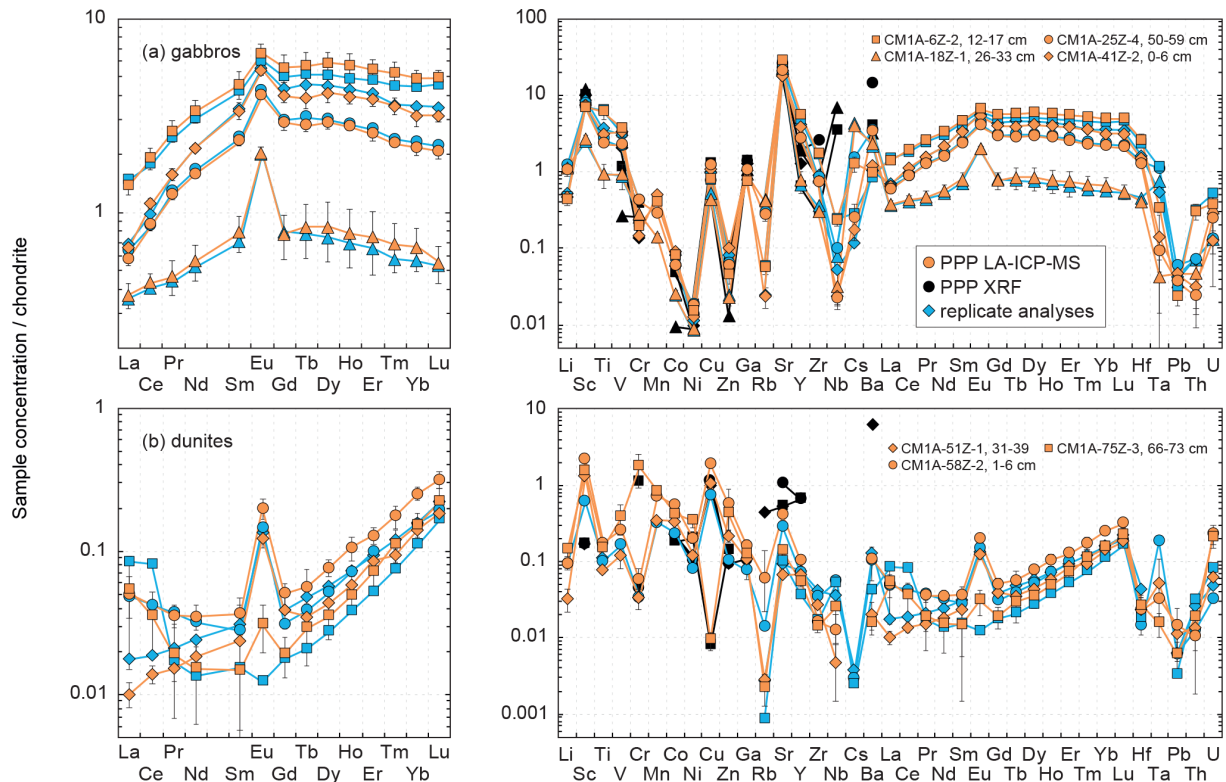 Sample concentration / chondrite
10
1
(a) gabbros
La Pr Sm Gd Dy Er Yb
Ce Nd Eu Tb Ho Tm Lu
100
10
1
0.1
0.01
CM1A-6Z-2, 12-17 cm CM1A-25Z-4, 50-59 cm
CM1A-18Z-1, 26-33 cm CM1A-41Z-2, 0-6 cm
PPP LA-ICP-MS
PPP XRF
replicate analyses
Li Ti Cr Co Cu Ga Sr Zr Cs La Pr Sm Gd Dy Er Yb Hf Pb U
Sc V Mn Ni Zn Rb Y Nb Ba Ce Nd Eu Tb Ho Tm Lu Ta Th
1
0.1
0.01
(b) dunites
La Pr Sm Gd Dy Er Yb
Ce Nd Eu Tb Ho Tm Lu
10
1
0.1
0.01
0.001
CM1A-51Z-1, 31-39 CM1A-75Z-3, 66-73 cm
CM1A-58Z-2, 1-6 cm
Li Ti Cr Co Cu Ga Sr Zr Cs La Pr Sm Gd Dy Er Yb Hf Pb U
Sc V Mn Ni Zn Rb Y Nb Ba Ce Nd Eu Tb Ho Tm Lu Ta Th